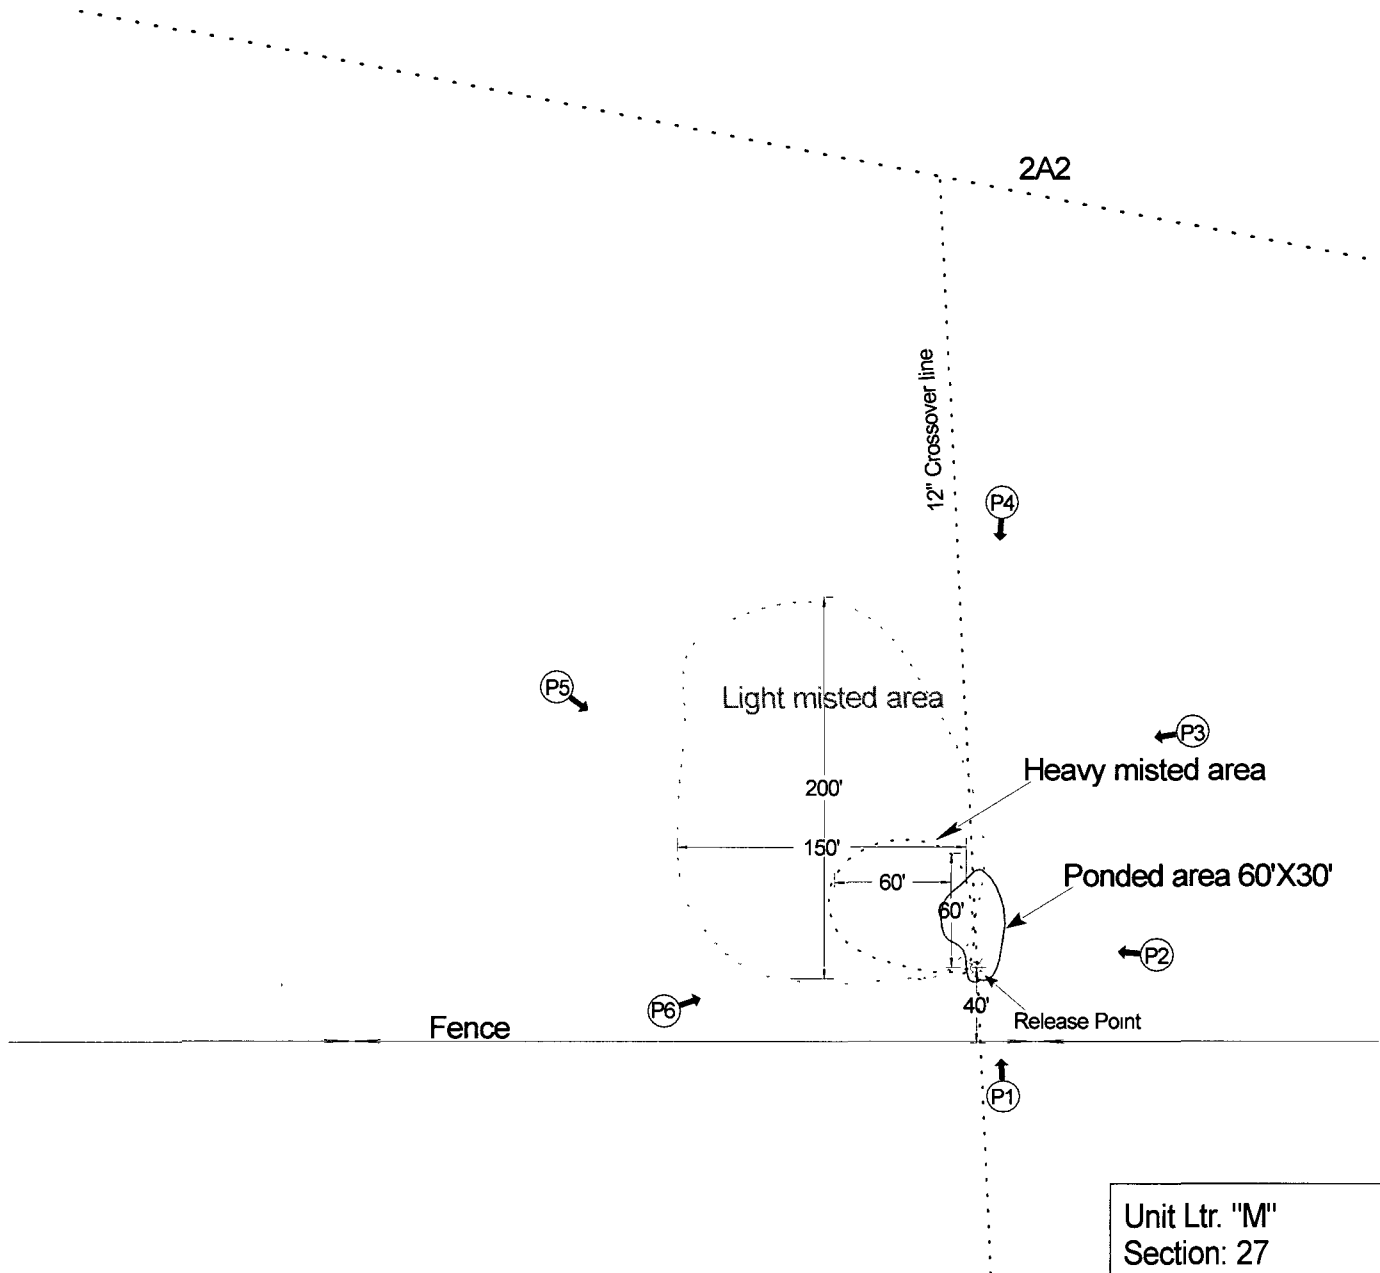 2A2
12" Crossover line
P4
P5
Light misted area
P3
Heavy misted area
200'
150'
60'
Ponded area 60'X30'
60'
P2
40'
P6
Release Point
Fence
P1
Unit Ltr. "M"
Section: 27